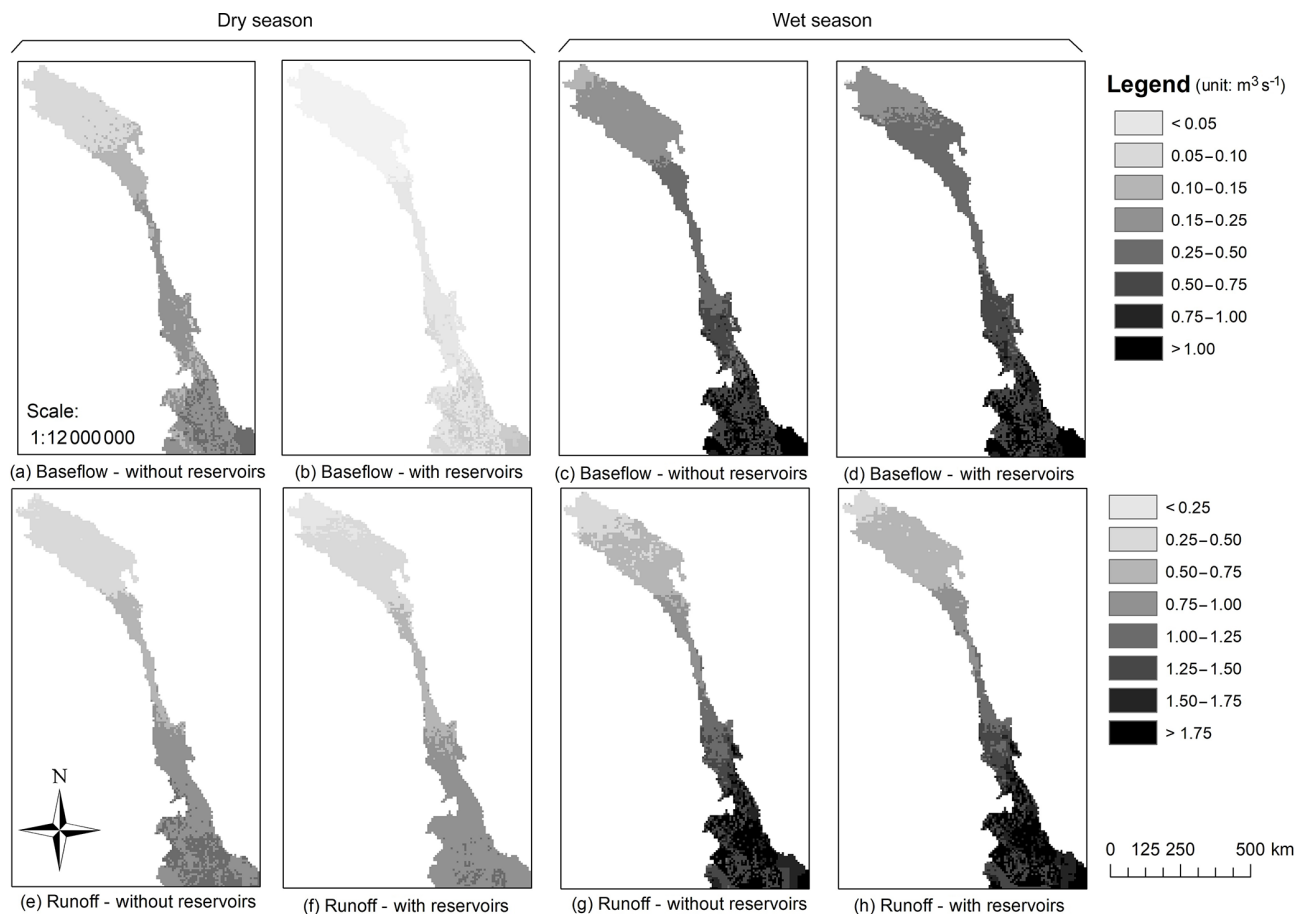 Dry season
Wet season
Legend (unit: m³ s⁻¹)
< 0.05
0.05–0.10
0.10–0.15
0.15–0.25
0.25–0.50
0.50–0.75
0.75–1.00
> 1.00
Scale:
1:12 000 000
(a) Baseflow - without reservoirs
(b) Baseflow - with reservoirs
(c) Baseflow - without reservoirs
(d) Baseflow - with reservoirs
< 0.25
0.25–0.50
0.50–0.75
0.75–1.00
1.00–1.25
1.25–1.50
1.50–1.75
> 1.75
N
0 125 250 500 km
(e) Runoff - without reservoirs
(f) Runoff - with reservoirs
(g) Runoff - without reservoirs
(h) Runoff - with reservoirs